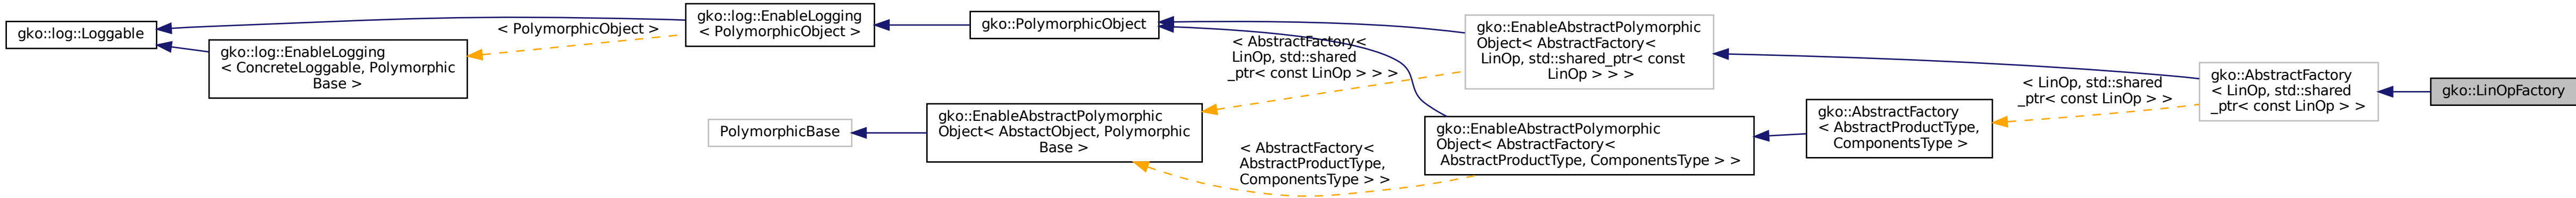 gko::log::Loggable
gko::log::EnableLogging
< ConcreteLoggable, Polymorphic
Base >
< PolymorphicObject >
gko::log::EnableLogging
< PolymorphicObject >
gko::PolymorphicObject
PolymorphicBase
gko::EnableAbstractPolymorphic
Object< AbstactObject, Polymorphic
Base >
< AbstractFactory<
LinOp, std::shared
_ptr< const LinOp > > >
< AbstractFactory<
AbstractProductType,
ComponentsType > >
gko::EnableAbstractPolymorphic
Object< AbstractFactory<
LinOp, std::shared_ptr< const
LinOp > > >
gko::EnableAbstractPolymorphic
Object< AbstractFactory<
AbstractProductType, ComponentsType > >
gko::AbstractFactory
< AbstractProductType,
ComponentsType >
< LinOp, std::shared
_ptr< const LinOp > >
gko::AbstractFactory
< LinOp, std::shared
_ptr< const LinOp > >
gko::LinOpFactory